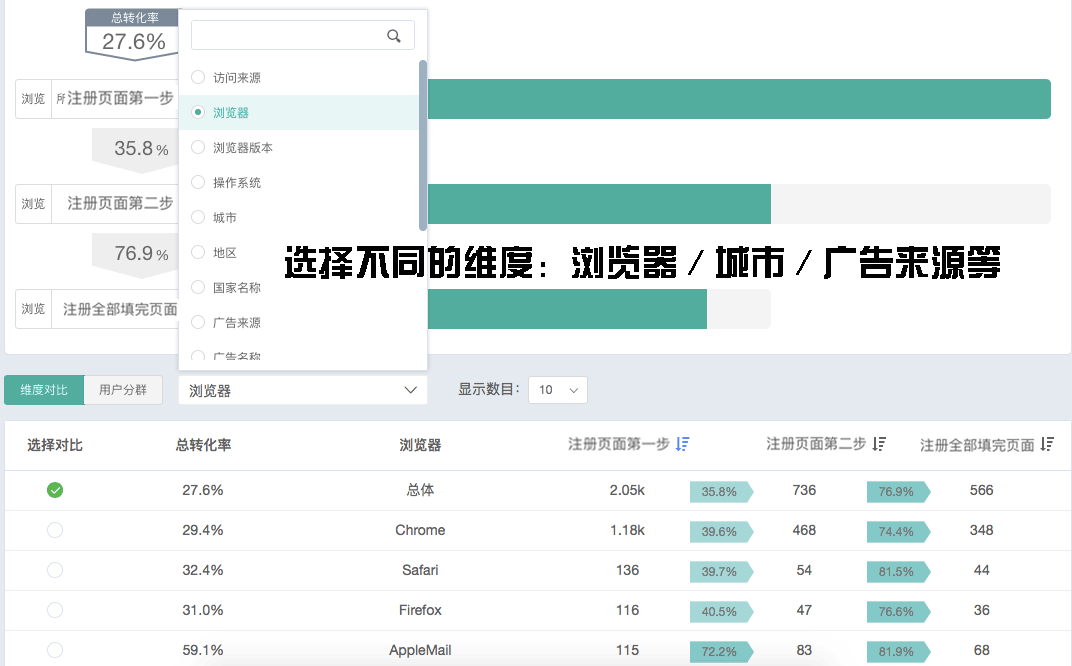 总转化率
27.6%
访问来源
浏览 所注册页面第一步
浏览器
浏览器版本
35.8 %
操作系统
浏览 注册页面第二步
城市
76.9 %
地区
选择不同的维度：浏览器 / 城市 / 广告来源等
国家名称
浏览 注册全部填完页面
广告来源
广告名称
维度对比 用户分群 浏览器 显示数目： 10
选择对比 总转化率 浏览器 注册页面第一步 注册页面第二步 注册全部填完页面
27.6% 总体 2.05k 35.8% 736 76.9% 566
29.4% Chrome 1.18k 39.6% 468 74.4% 348
32.4% Safari 136 39.7% 54 81.5% 44
31.0% Firefox 116 40.5% 47 76.6% 36
59.1% AppleMail 115 72.2% 83 81.9% 68